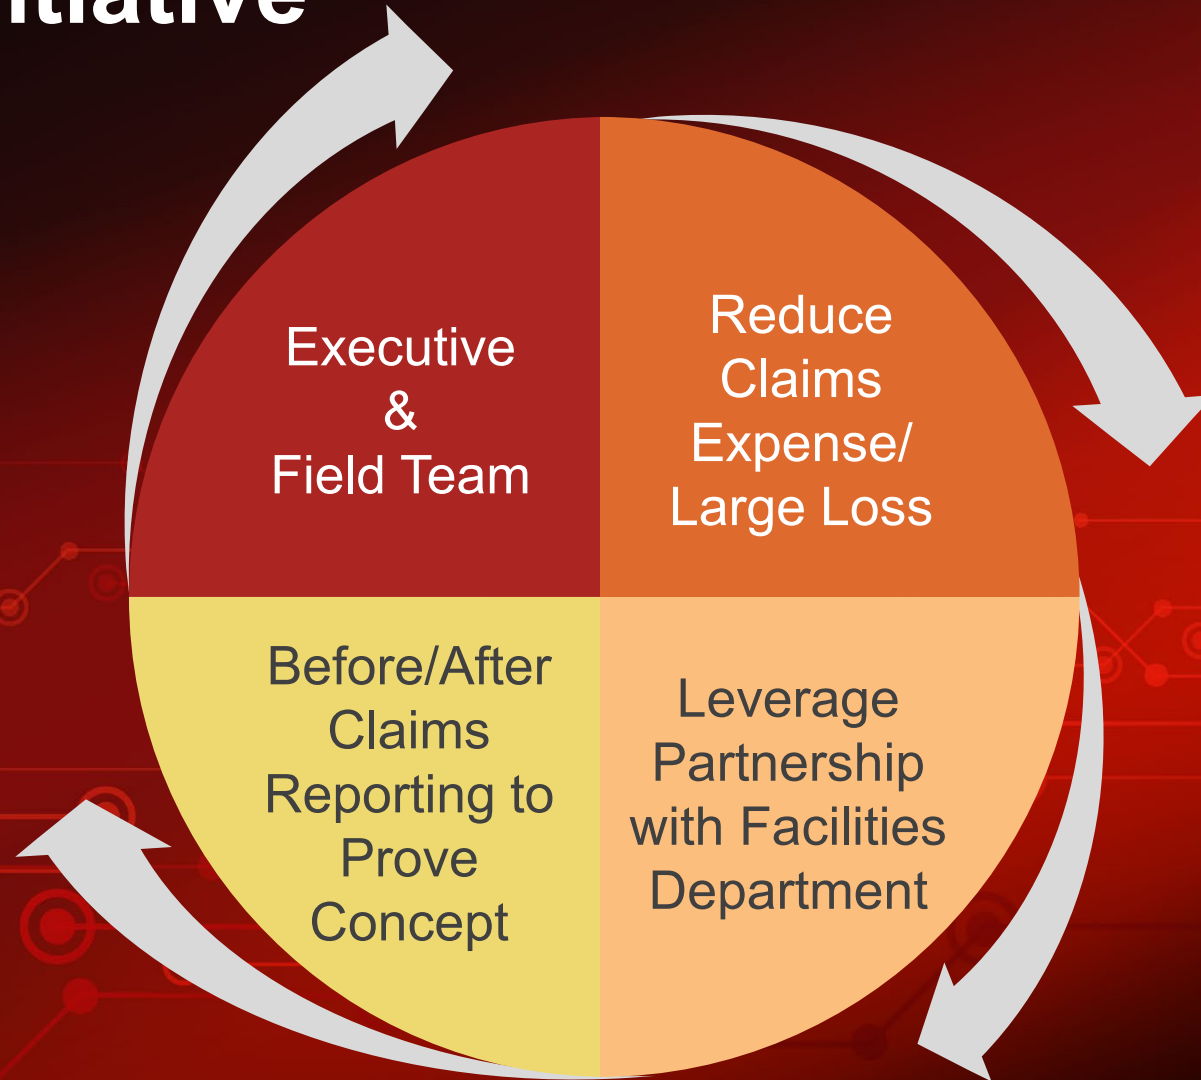 Executive
&
Field Team
Reduce
Claims
Expense/
Large Loss
Before/After
Claims
Reporting to
Prove
Concept
Leverage
Partnership
with Facilities
Department